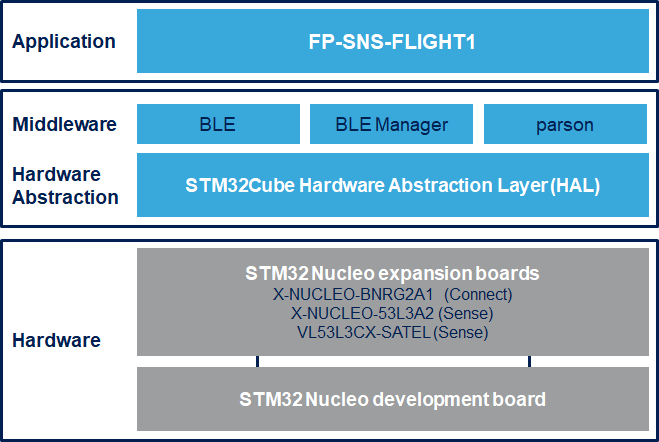 Application
FP-SNS-FLIGHT1
Middleware
BLE
BLE Manager
parson
Hardware
Abstraction
STM32Cube Hardware Abstraction Layer (HAL)
Hardware
STM32 Nucleo expansion boards
X-NUCLEO-BNRG2A1 (Connect)
X-NUCLEO-53L3A2 (Sense)
VL53L3CX-SATEL (Sense)
STM32 Nucleo development board